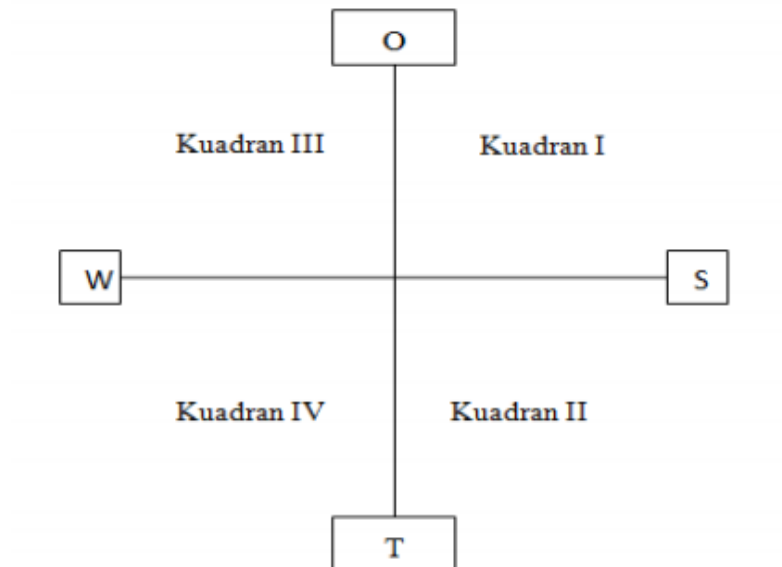 O
Kuadran III
Kuadran I
W
S
Kuadran IV
Kuadran II
T